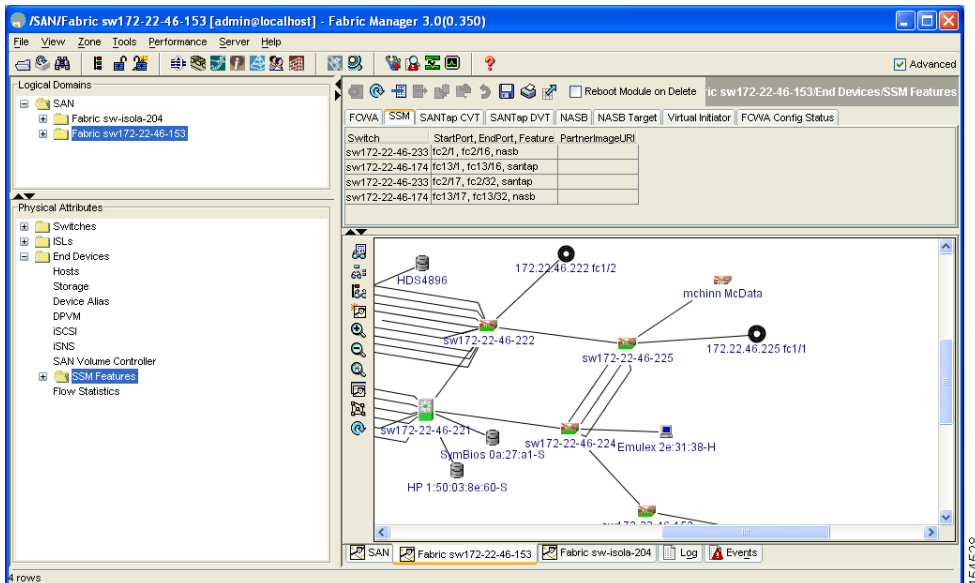 /SAN/Fabric sw172-22-46-153 [admin@localhost] - Fabric Manager 3.0(0.350)
File View Zone Tools Performance Server Help
Advanced
Logical Domains
SAN
Fabric sw-isola-204
Fabric sw172-22-46-153
Physical Attributes
Switches
ISLs
End Devices
Hosts
Storage
Device Alias
DPVM
iSCSI
iSNS
SAN Volume Controller
SSM Features
Flow Statistics
Reboot Module on Delete
ric sw172-22-46-153/End Devices/SSM Features
FCWA SSM SANTap CVT SANTap DVT NASB NASB Target Virtual Initiator FCWA Config Status
Switch StartPort, EndPort, Feature PartnerImageURI
sw172-22-46-233 fc2/1, fc2/16, nasb
sw172-22-46-174 fc13/1, fc13/16, santap
sw172-22-46-233 fc2/17, fc2/32, santap
sw172-22-46-174 fc13/17, fc13/32, nasb
HDS4896
172.22.46.222 fc1/2
mchinn McData
sw172-22-46-222
sw172-22-46-225
172.22.46.225 fc1/1
sw172-22-46-221
SymBios 0a:27:a1-S
sw172-22-46-224
Emulex 2e:31:38-H
HP 1:50:03:8e:60-S
SAN Fabric sw172-22-46-153 Fabric sw-isola-204 Log Events
4 rows